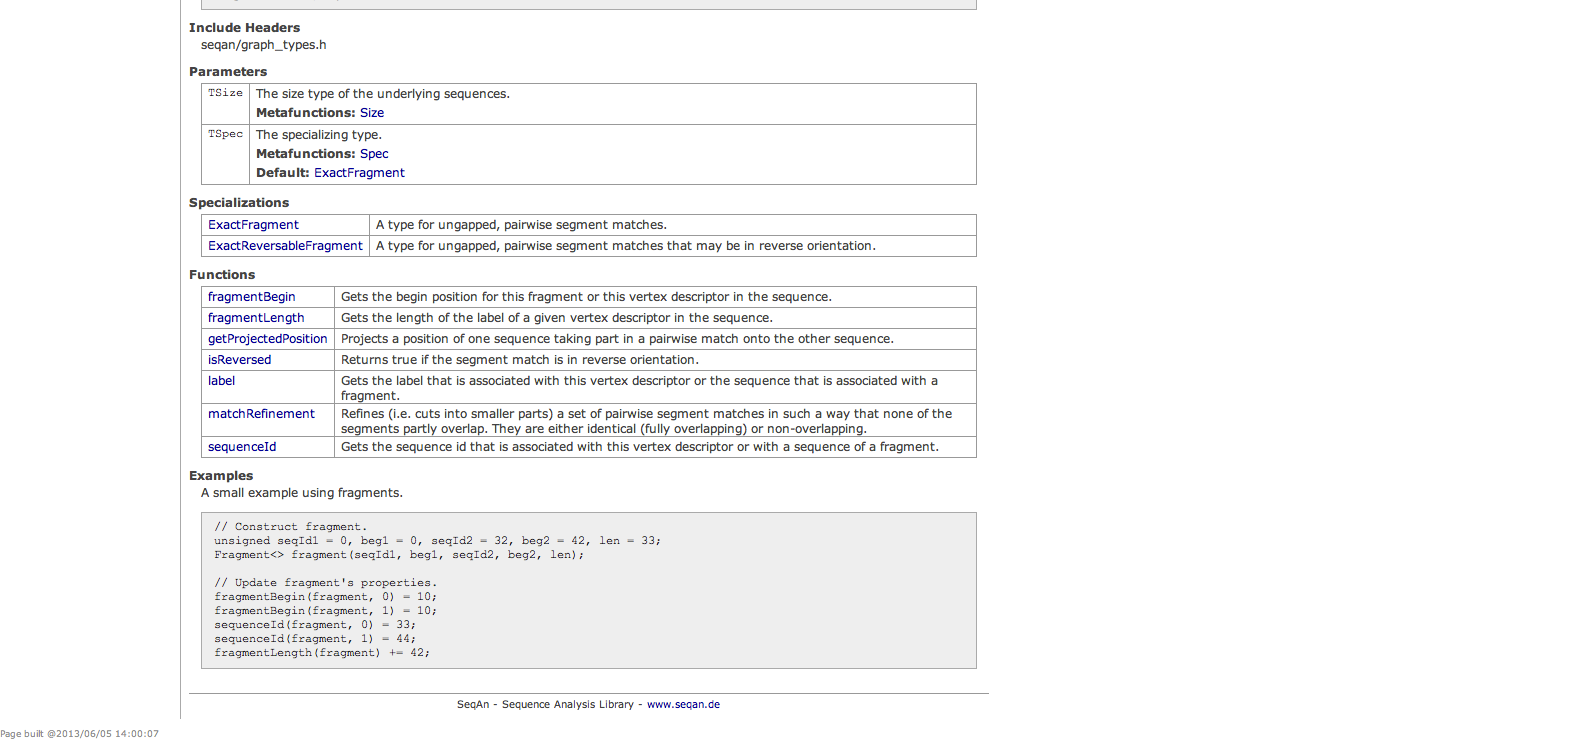 Include Headers
seqan/graph_types.h
Parameters
TSize The size type of the underlying sequences.
Metafunctions: Size
TSpec The specializing type.
Metafunctions: Spec
Default: ExactFragment
Specializations
ExactFragment A type for ungapped, pairwise segment matches.
ExactReversableFragment A type for ungapped, pairwise segment matches that may be in reverse orientation.
Functions
fragmentBegin Gets the begin position for this fragment or this vertex descriptor in the sequence.
fragmentLength Gets the length of the label of a given vertex descriptor in the sequence.
getProjectedPosition Projects a position of one sequence taking part in a pairwise match onto the other sequence.
isReversed Returns true if the segment match is in reverse orientation.
label Gets the label that is associated with this vertex descriptor or the sequence that is associated with a
fragment.
matchRefinement Refines (i.e. cuts into smaller parts) a set of pairwise segment matches in such a way that none of the
segments partly overlap. They are either identical (fully overlapping) or non-overlapping.
sequenceId Gets the sequence id that is associated with this vertex descriptor or with a sequence of a fragment.
Examples
A small example using fragments.
// Construct fragment.
unsigned seqId1 = 0, beg1 = 0, seqId2 = 32, beg2 = 42, len = 33;
Fragment<> fragment(seqId1, beg1, seqId2, beg2, len);
// Update fragment's properties.
fragmentBegin(fragment, 0) = 10;
fragmentBegin(fragment, 1) = 10;
sequenceId(fragment, 0) = 33;
sequenceId(fragment, 1) = 44;
fragmentLength(fragment) += 42;
SeqAn - Sequence Analysis Library - www.seqan.de
Page built @2013/06/05 14:00:07